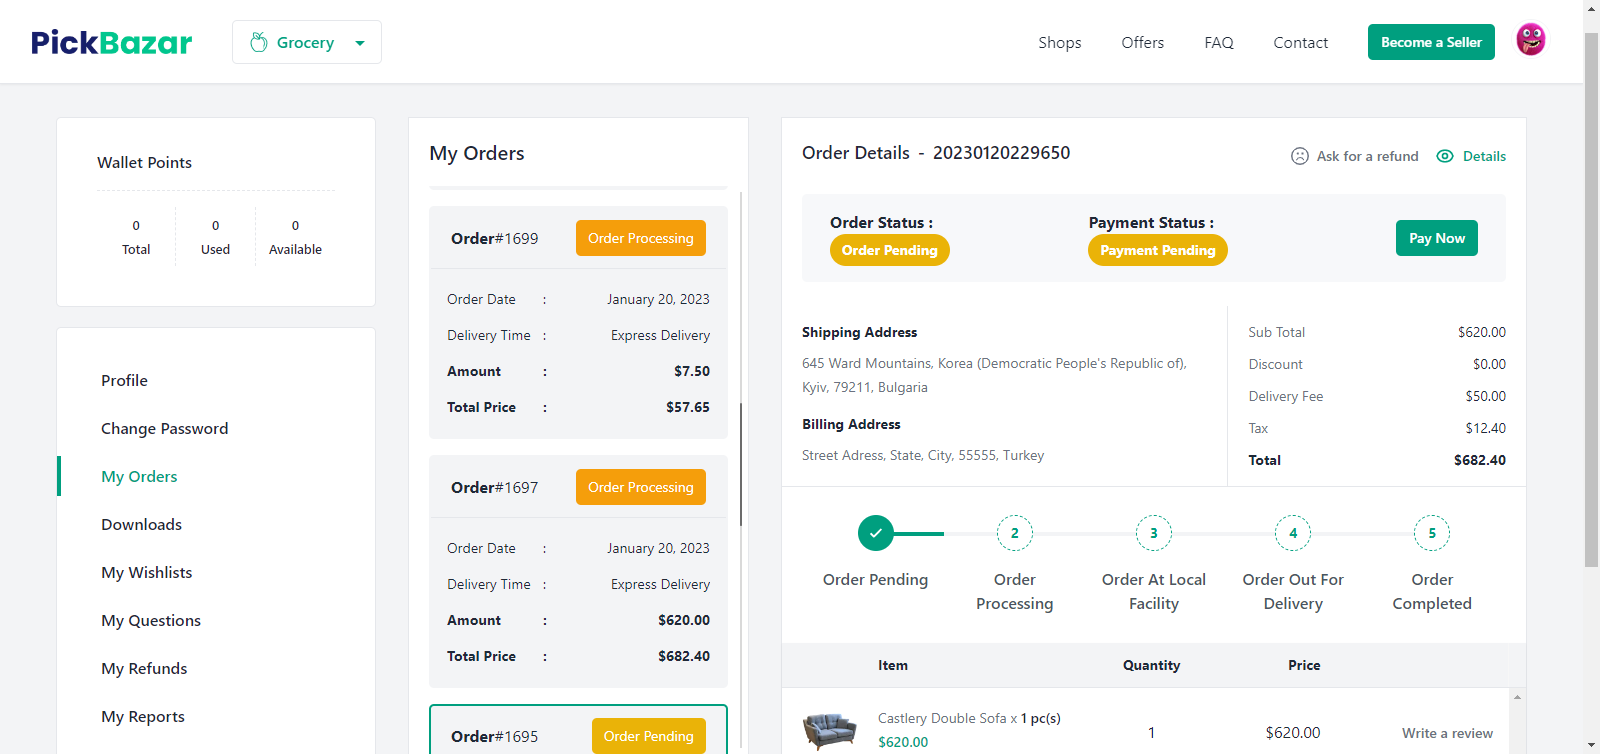 PickBazar
Grocery
Shops
Offers
FAQ
Contact
Become a Seller
Wallet Points
0
Total
0
Used
0
Available
Profile
Change Password
My Orders
Downloads
My Wishlists
My Questions
My Refunds
My Reports
My Orders
Order#1699
Order Processing
Order Date : January 20, 2023
Delivery Time : Express Delivery
Amount : $7.50
Total Price : $57.65
Order#1697
Order Processing
Order Date : January 20, 2023
Delivery Time : Express Delivery
Amount : $620.00
Total Price : $682.40
Order#1695
Order Pending
Order Details - 20230120229650
Ask for a refund
Details
Order Status :
Order Pending
Payment Status :
Payment Pending
Pay Now
Shipping Address
645 Ward Mountains, Korea (Democratic People's Republic of),
Kyiv, 79211, Bulgaria
Billing Address
Street Adress, State, City, 55555, Turkey
Sub Total $620.00
Discount $0.00
Delivery Fee $50.00
Tax $12.40
Total $682.40
Order Pending
2
Order
Processing
3
Order At Local
Facility
4
Order Out For
Delivery
5
Order
Completed
Item Quantity Price
Castlery Double Sofa x 1 pc(s)
$620.00
1
$620.00
Write a review